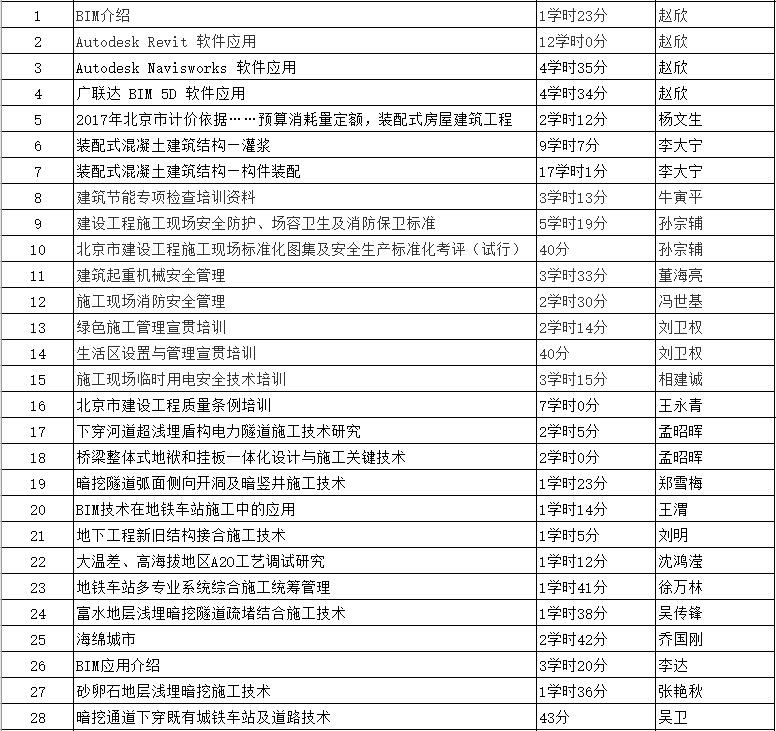 1 BIM介绍 1学时23分 赵欣
2 Autodesk Revit 软件应用 12学时0分 赵欣
3 Autodesk Navisworks 软件应用 4学时35分 赵欣
4 广联达 BIM 5D 软件应用 4学时34分 赵欣
5 2017年北京市计价依据……预算消耗量定额，装配式房屋建筑工程 2学时12分 杨文生
6 装配式混凝土建筑结构—灌浆 9学时7分 李大宁
7 装配式混凝土建筑结构—构件装配 17学时1分 李大宁
8 建筑节能专项检查培训资料 3学时13分 牛寅平
9 建设工程施工现场安全防护、场容卫生及消防保卫标准 5学时19分 孙宗辅
10 北京市建设工程施工现场标准化图集及安全生产标准化考评（试行） 40分 孙宗辅
11 建筑起重机械安全管理 3学时33分 董海亮
12 施工现场消防安全管理 2学时30分 冯世基
13 绿色施工管理宣贯培训 2学时14分 刘卫权
14 生活区设置与管理宣贯培训 40分 刘卫权
15 施工现场临时用电安全技术培训 3学时15分 相建诚
16 北京市建设工程质量条例培训 7学时0分 王永青
17 下穿河道超浅埋盾构电力隧道施工技术研究 2学时5分 孟昭晖
18 桥梁整体式地袱和挂板一体化设计与施工关键技术 2学时0分 孟昭晖
19 暗挖隧道弧面侧向开洞及暗竖井施工技术 1学时23分 郑雪梅
20 BIM技术在地铁车站施工中的应用 1学时14分 王渭
21 地下工程新旧结构接合施工技术 1学时5分 刘明
22 大温差、高海拔地区A2O工艺调试研究 1学时12分 沈鸿滢
23 地铁车站多专业系统综合施工统筹管理 1学时41分 徐万林
24 富水地层浅埋暗挖隧道疏堵结合施工技术 1学时38分 吴传锋
25 海绵城市 2学时42分 乔国刚
26 BIM应用介绍 3学时20分 李达
27 砂卵石地层浅埋暗挖施工技术 1学时36分 张艳秋
28 暗挖通道下穿既有城铁车站及道路技术 43分 吴卫